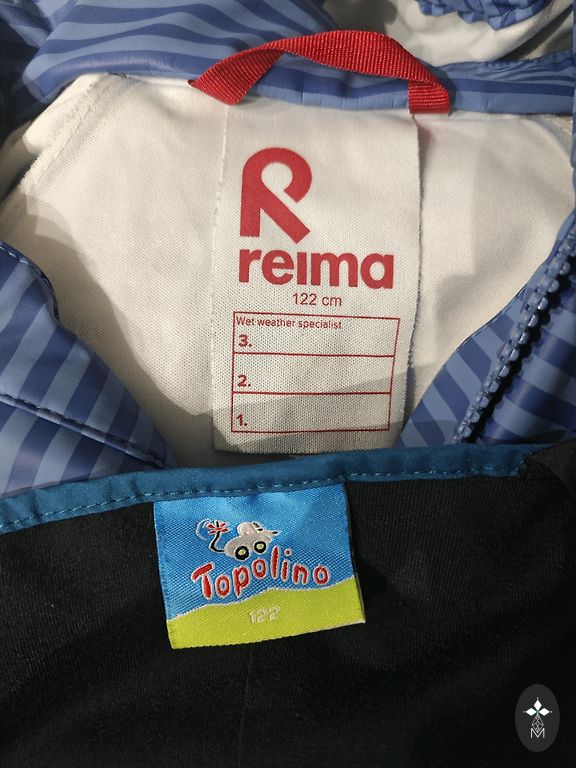 reima
122 cm
Wet weather specialist
3.
2.
1.
Topolino
122
M